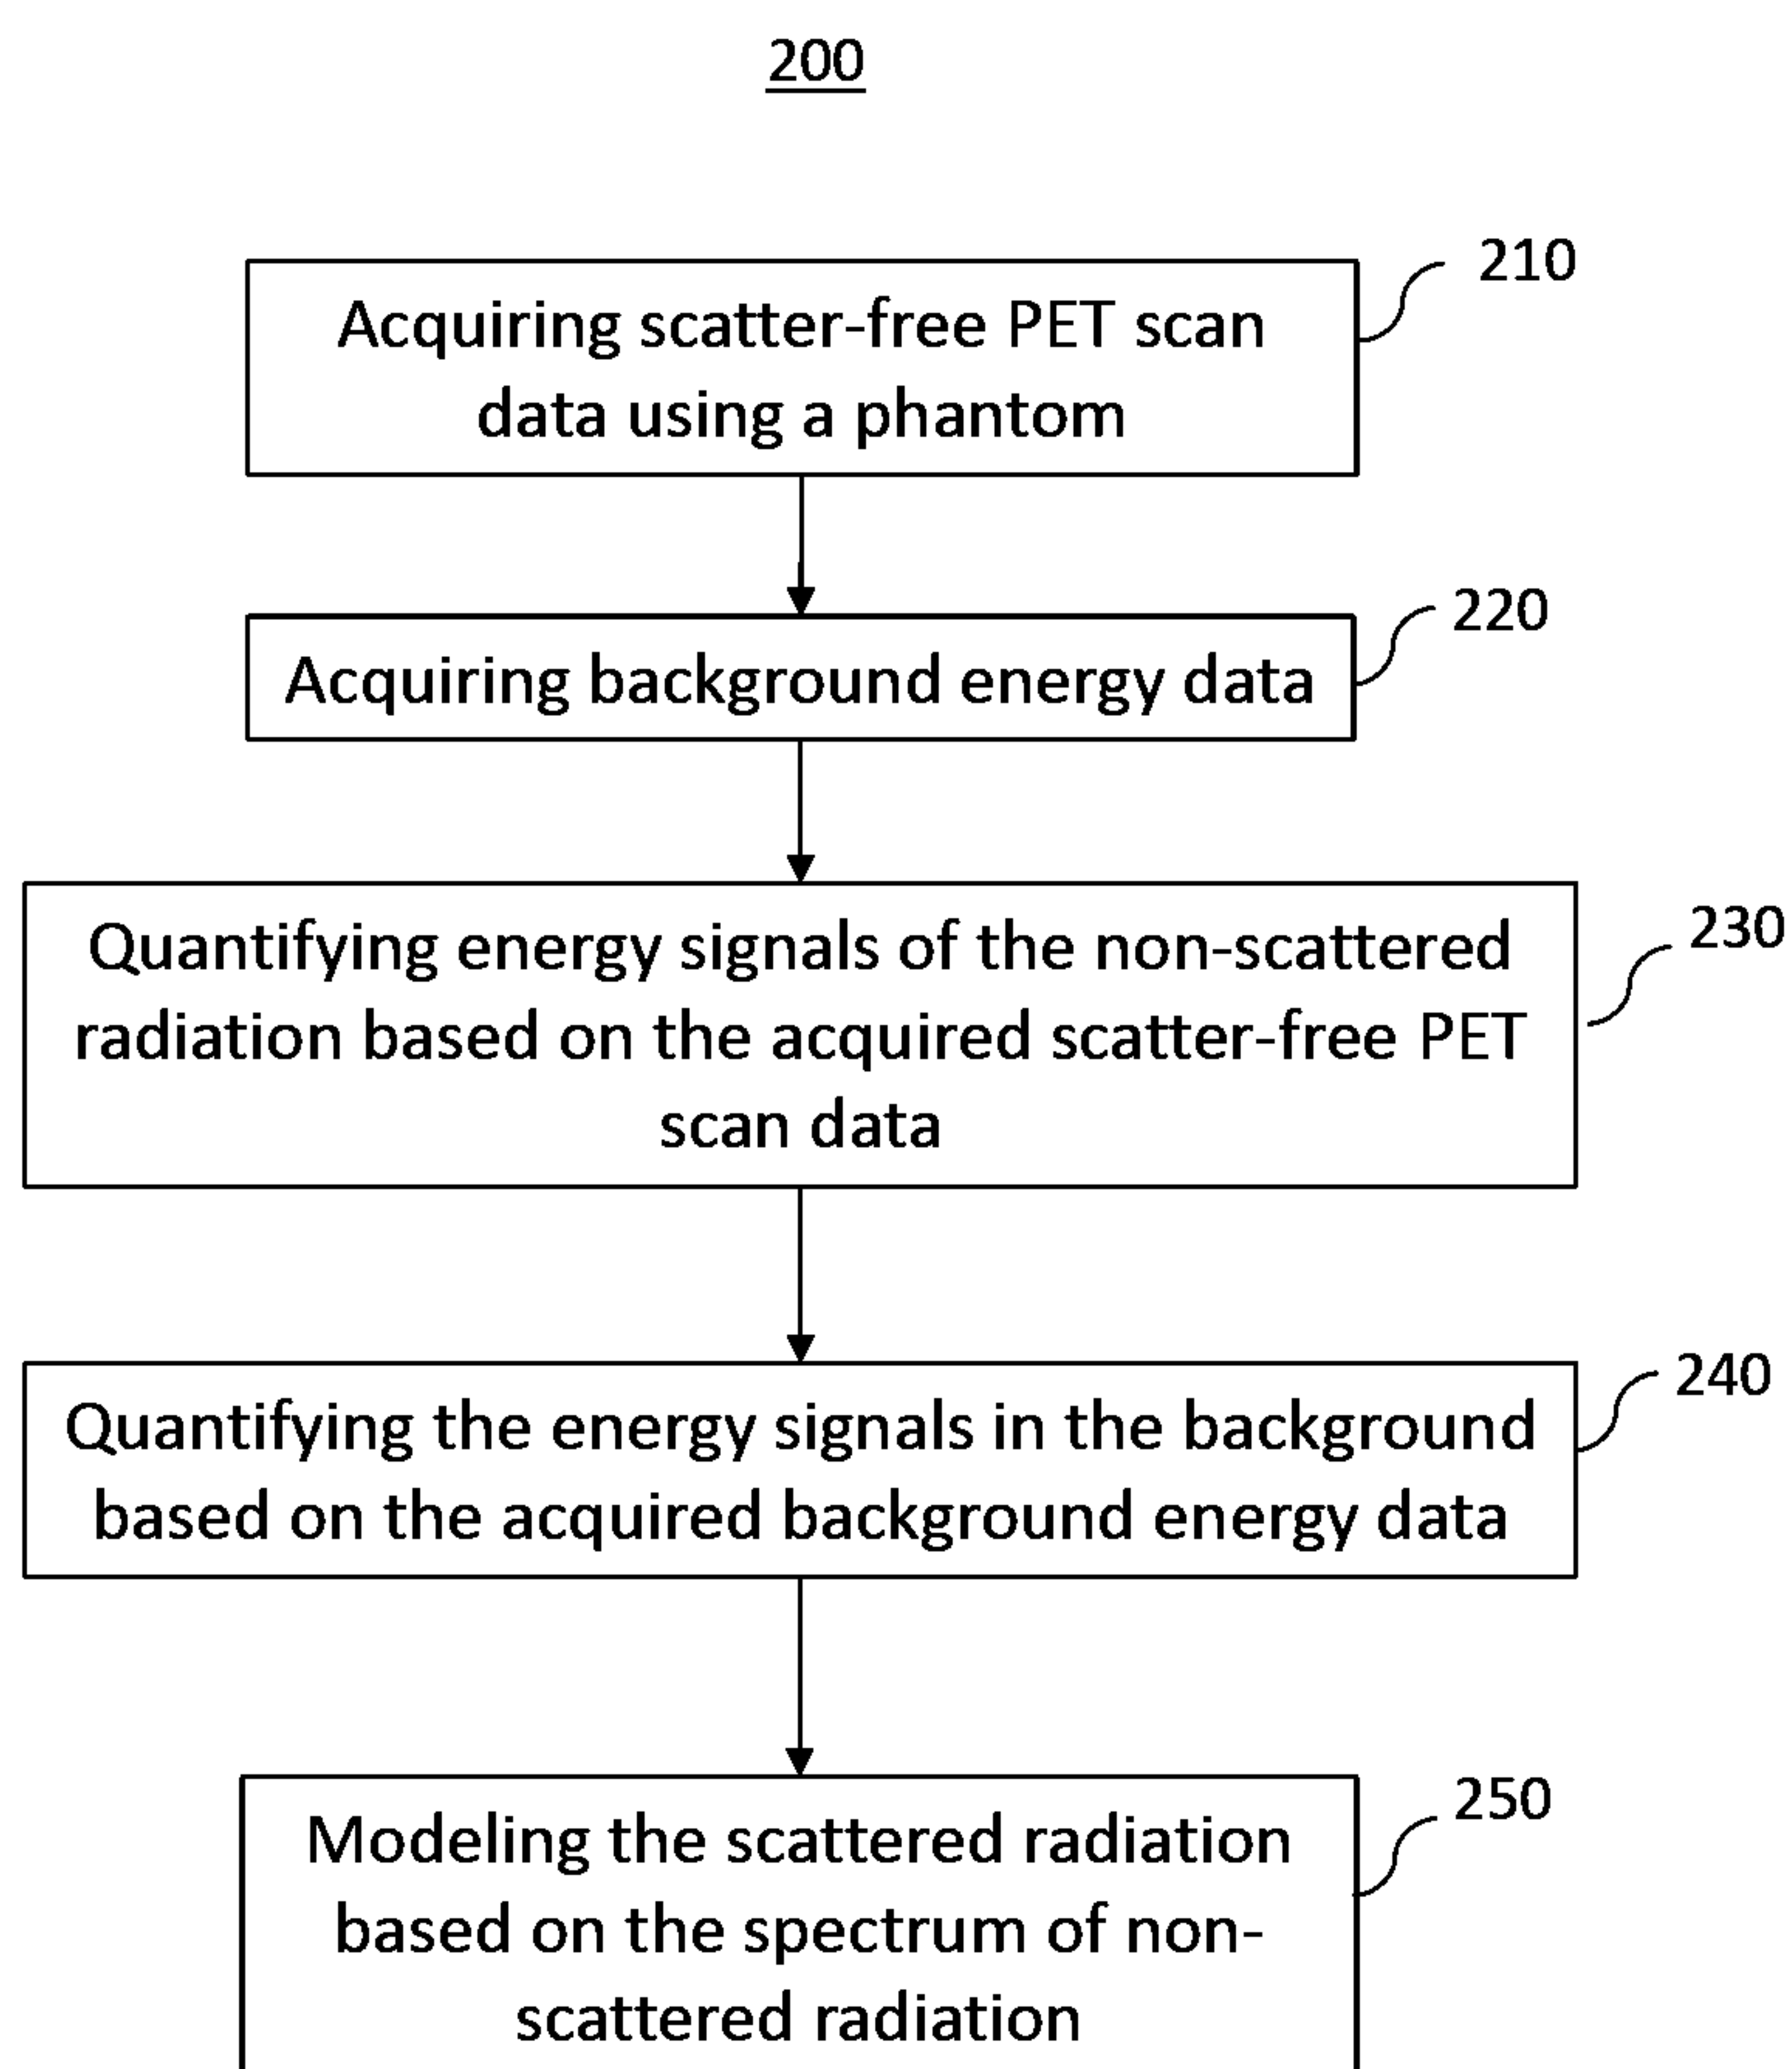 200
210
Acquiring scatter-free PET scan
data using a phantom
220
Acquiring background energy data
230
Quantifying energy signals of the non-scattered
radiation based on the acquired scatter-free PET
scan data
240
Quantifying the energy signals in the background
based on the acquired background energy data
250
Modeling the scattered radiation
based on the spectrum of non-
scattered radiation